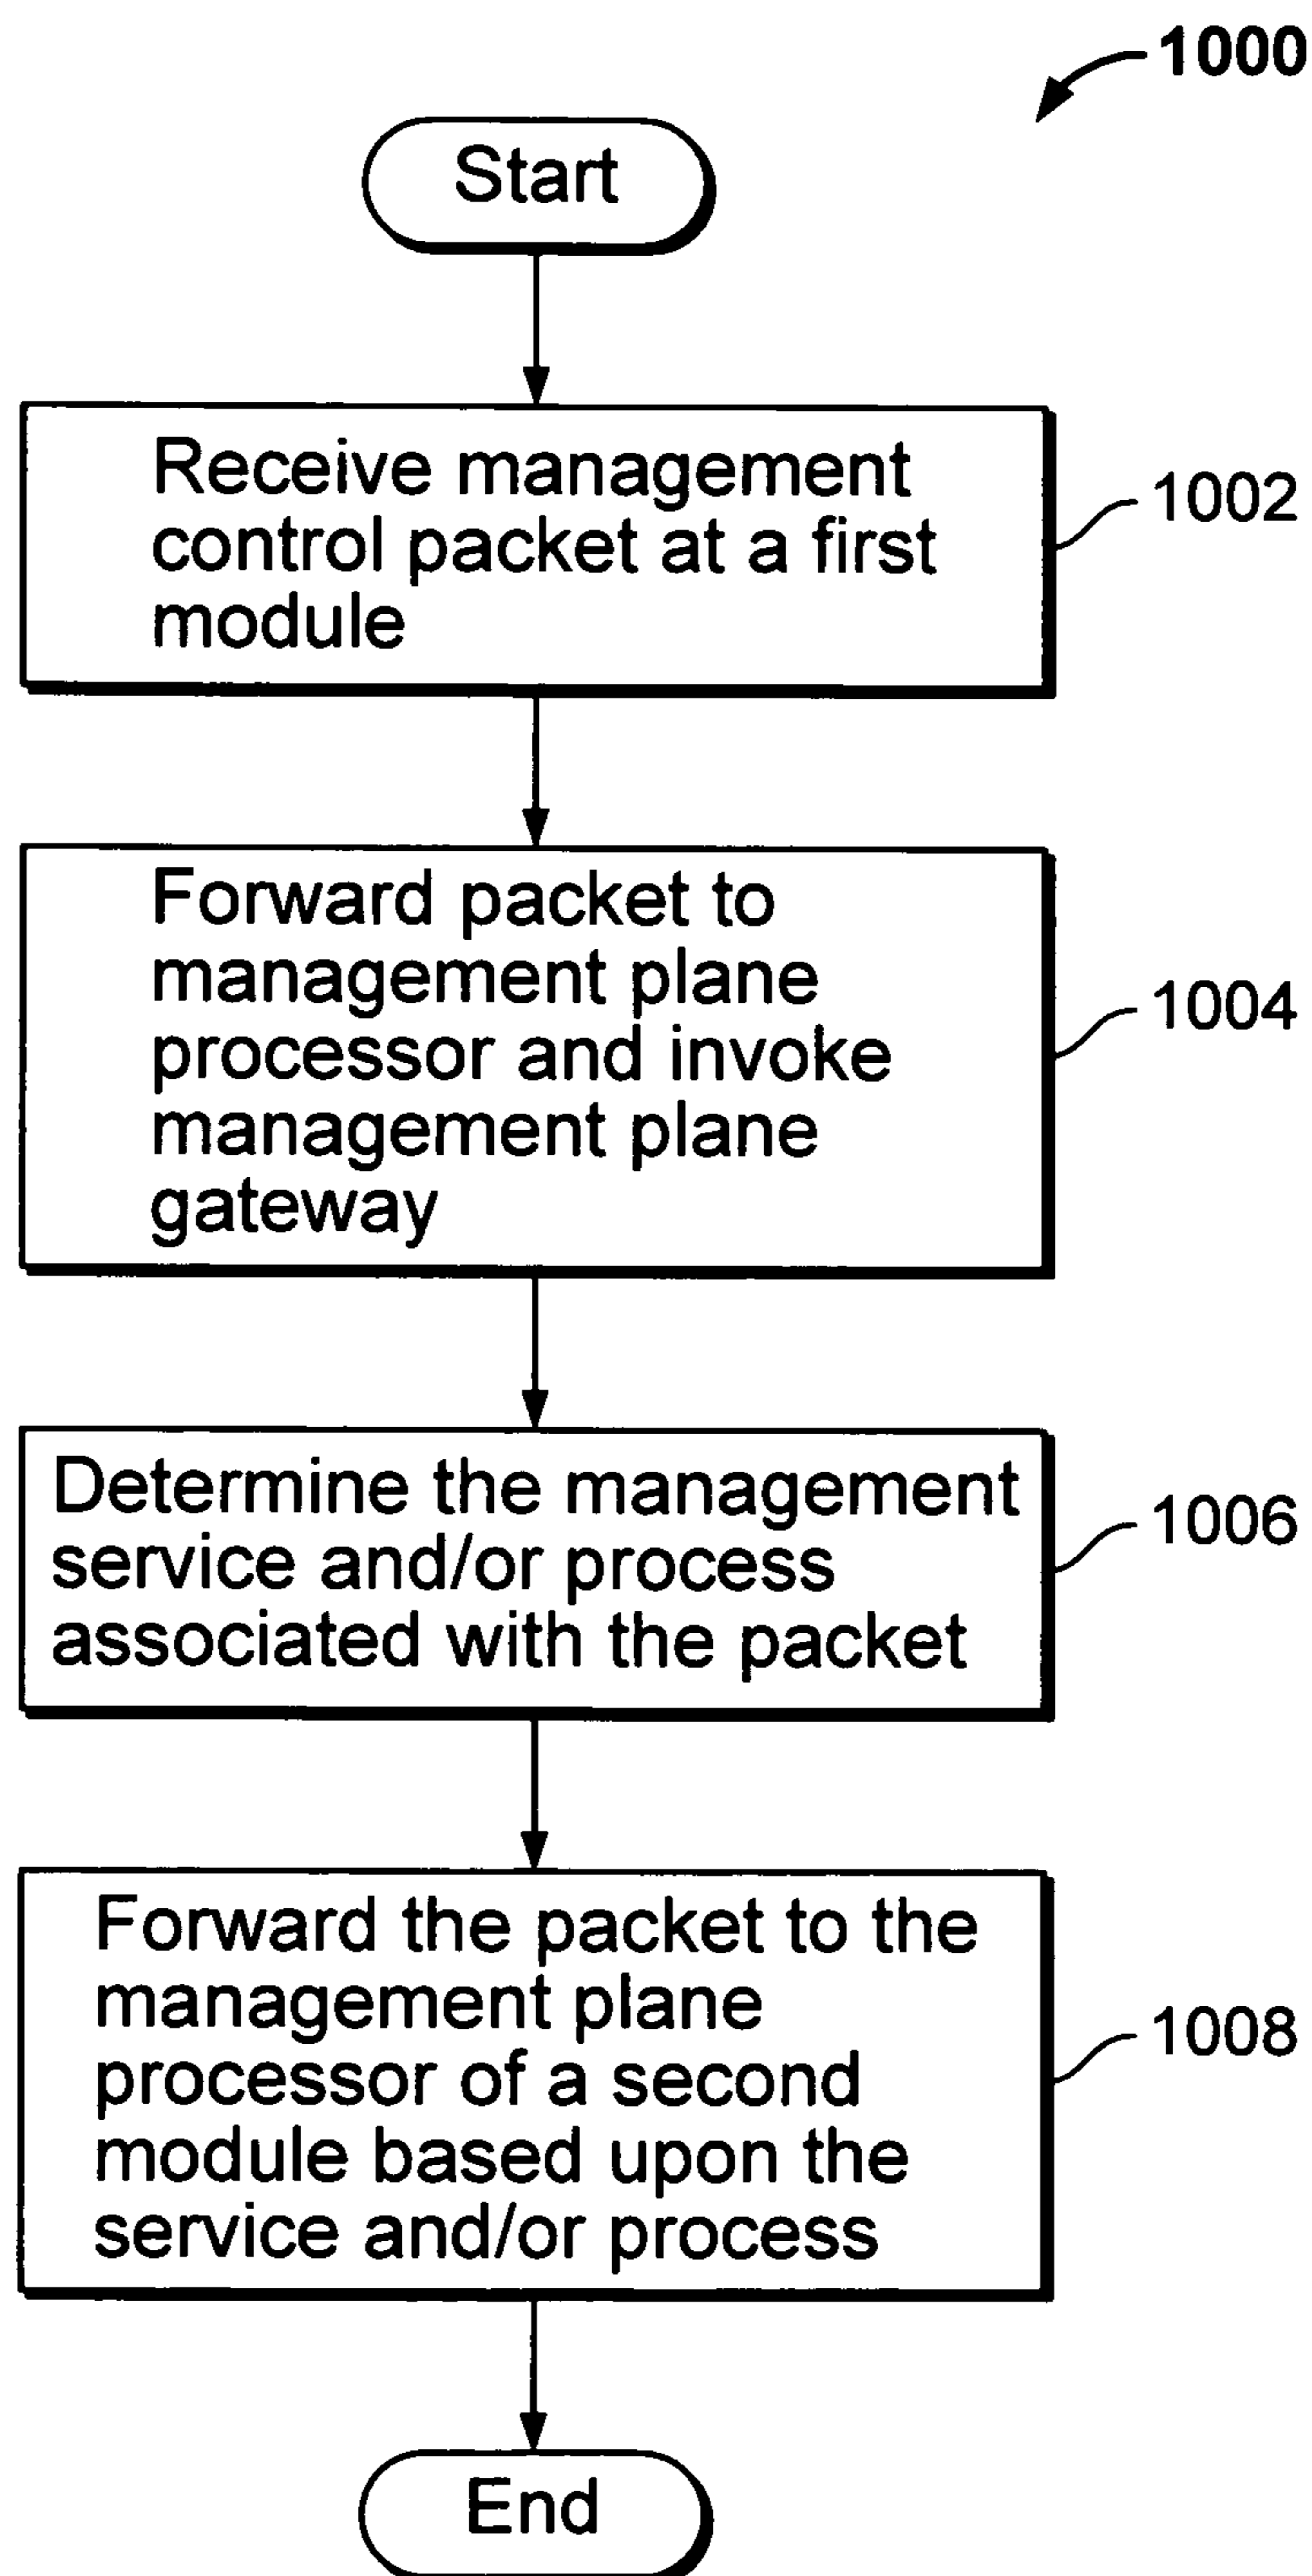 1000
Start
Receive management
control packet at a first
module
1002
Forward packet to
management plane
processor and invoke
management plane
gateway
1004
Determine the management
service and/or process
associated with the packet
1006
Forward the packet to the
management plane
processor of a second
module based upon the
service and/or process
1008
End